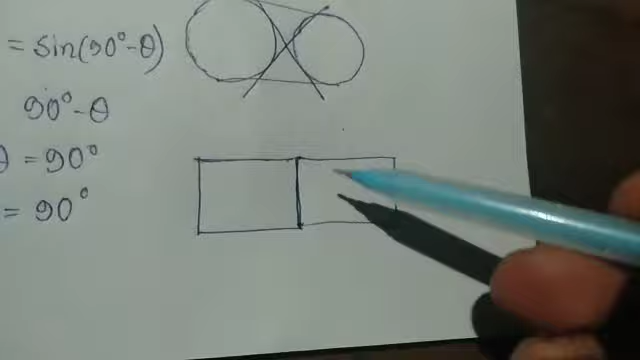 = sin(90°-θ)
90°-θ
θ = 90°
= 90°